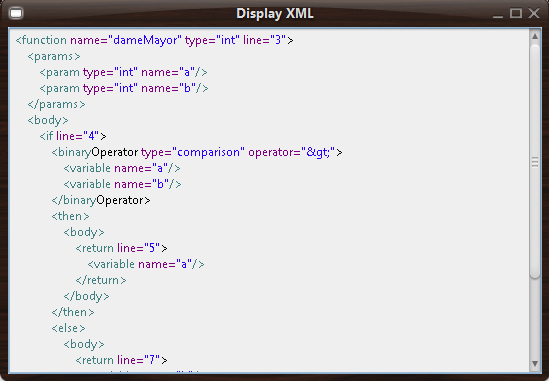 Display XML
<function name="dameMayor" type="int" line="3">
<params>
<param type="int" name="a"/>
<param type="int" name="b"/>
</params>
<body>
<if line="4">
<binaryOperator type="comparison" operator="&gt;">
<variable name="a"/>
<variable name="b"/>
</binaryOperator>
<then>
<body>
<return line="5">
<variable name="a"/>
</return>
</body>
</then>
<else>
<body>
<return line="7">